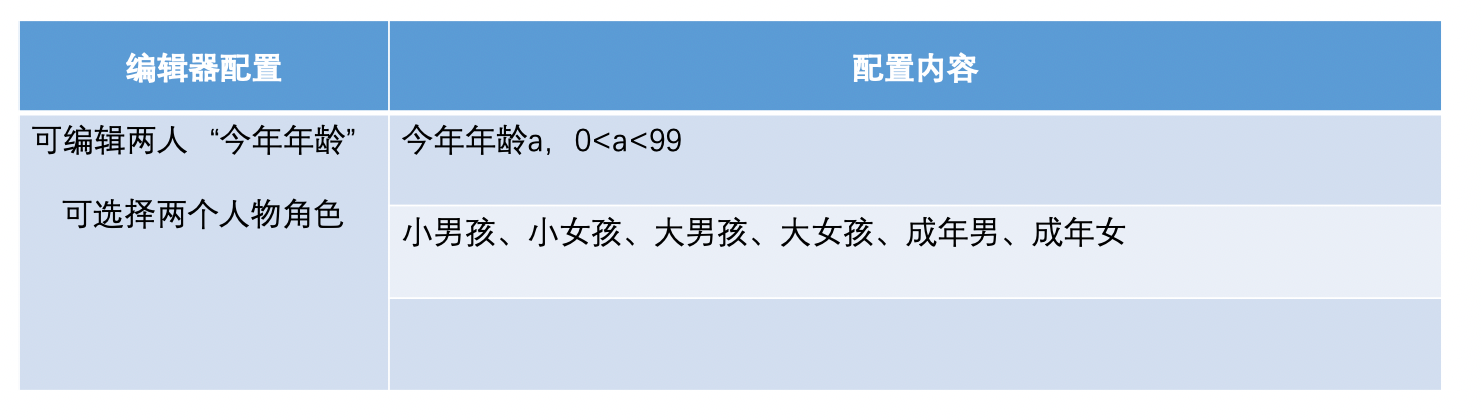 编辑器配置
配置内容
可编辑两人 “今年年龄”
可选择两个人物角色
今年年龄a，0<a<99
小男孩、小女孩、大男孩、大女孩、成年男、成年女